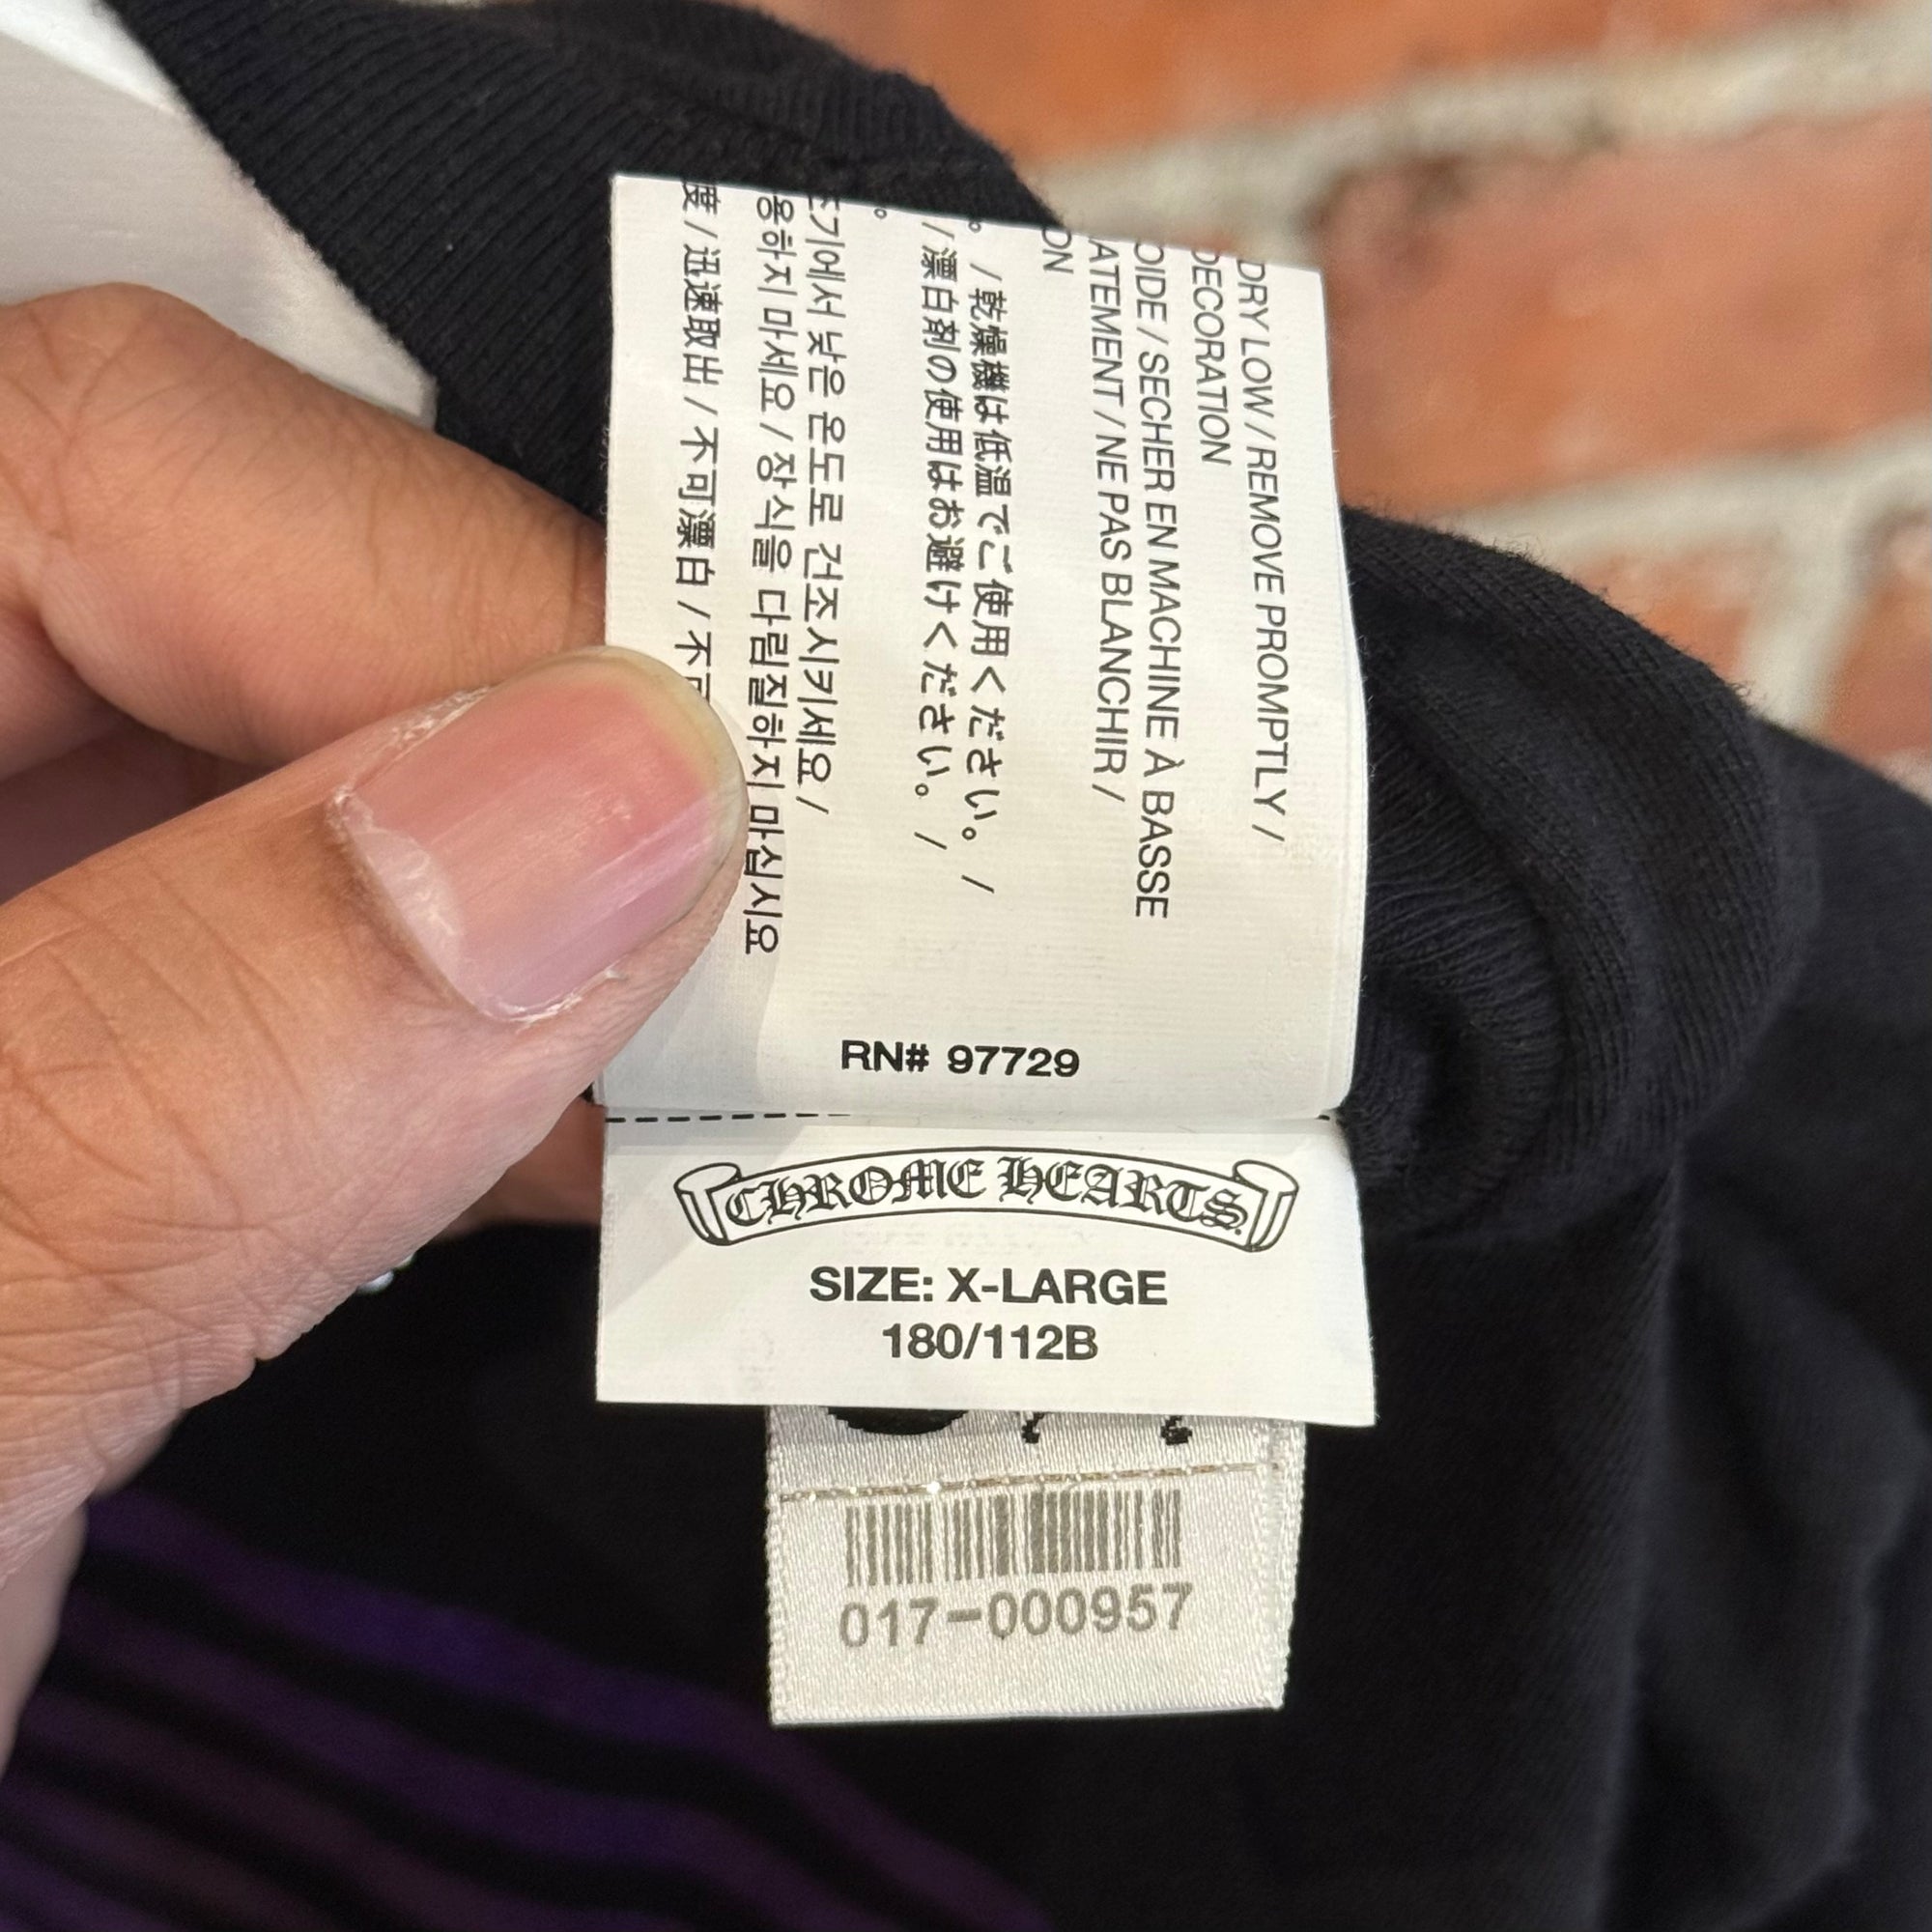 DRY LOW / REMOVE PROMPTLY /
DECORATION
OIDE / SECHER EN MACHINE À BASSE
ATEMENT / NE PAS BLANCHIR /
ON
。 / 乾燥機は低温でご使用ください。 /
/ 漂白剤の使用はお避けください。 /
。
기에서 낮은 온도로 건조시키세요 /
용하지 마세요 / 장식을 다림질하지 마십시요
度 / 迅速取出 / 不可漂白 / 不
RN# 97729
CHROME HEARTS
SIZE: X-LARGE
180/112B
017-000957